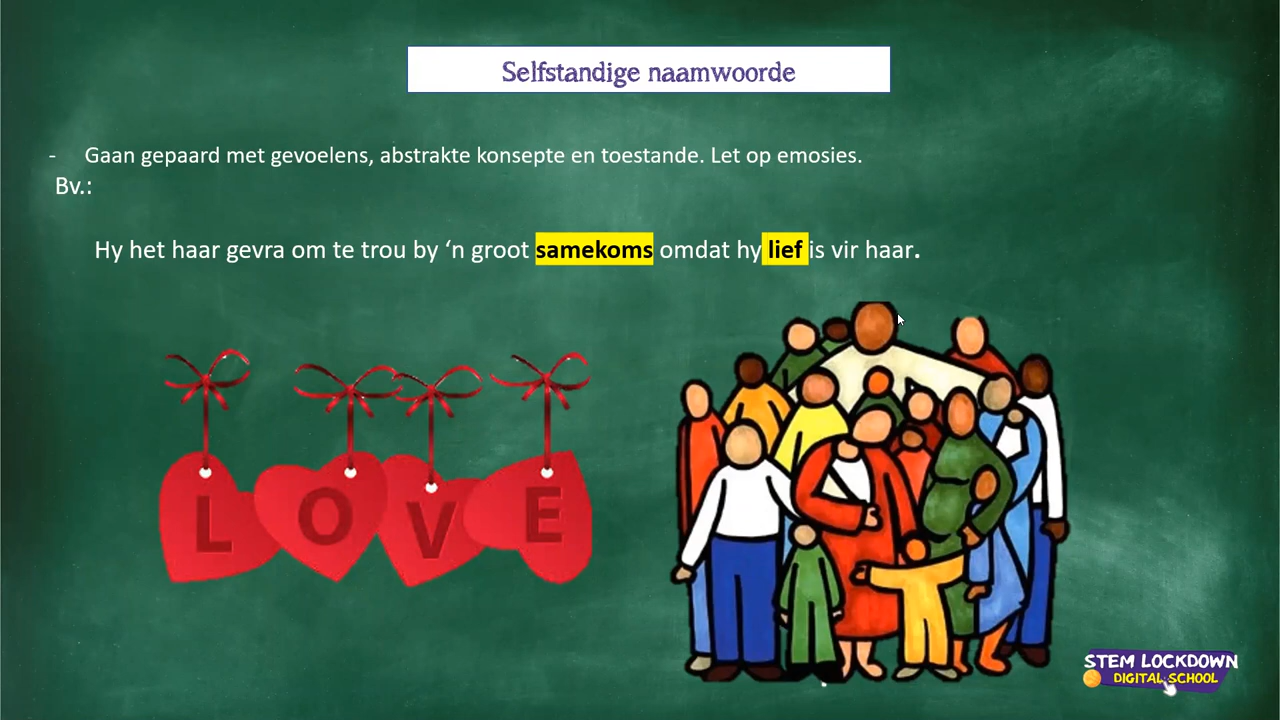 Selfstandige naamwoorde
- Gaan gepaard met gevoelens, abstrakte konsepte en toestande. Let op emosies.
Bv.:
Hy het haar gevra om te trou by ‘n groot samekoms omdat hy lief is vir haar.
L O V E
STEM LOCKDOWN
DIGITAL SCHOOL